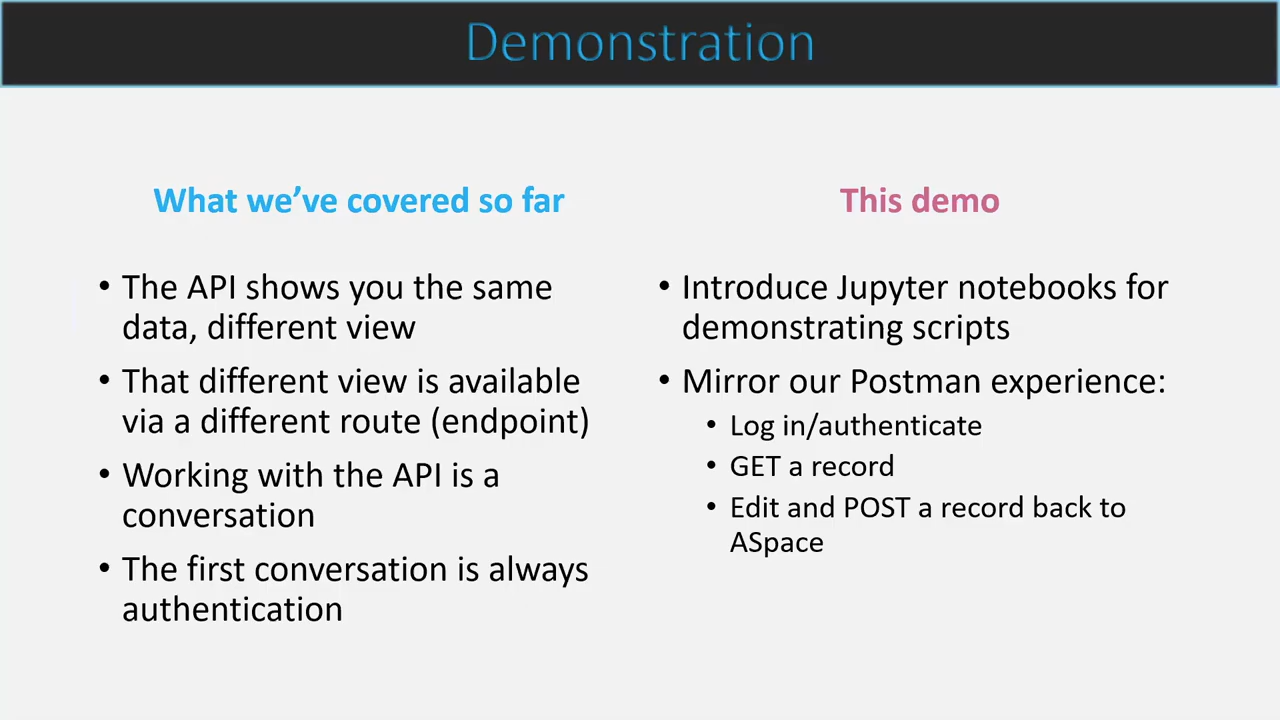 Demonstration
What we’ve covered so far
• The API shows you the same
data, different view
• That different view is available
via a different route (endpoint)
• Working with the API is a
conversation
• The first conversation is always
authentication
This demo
• Introduce Jupyter notebooks for
demonstrating scripts
• Mirror our Postman experience:
• Log in/authenticate
• GET a record
• Edit and POST a record back to
ASpace